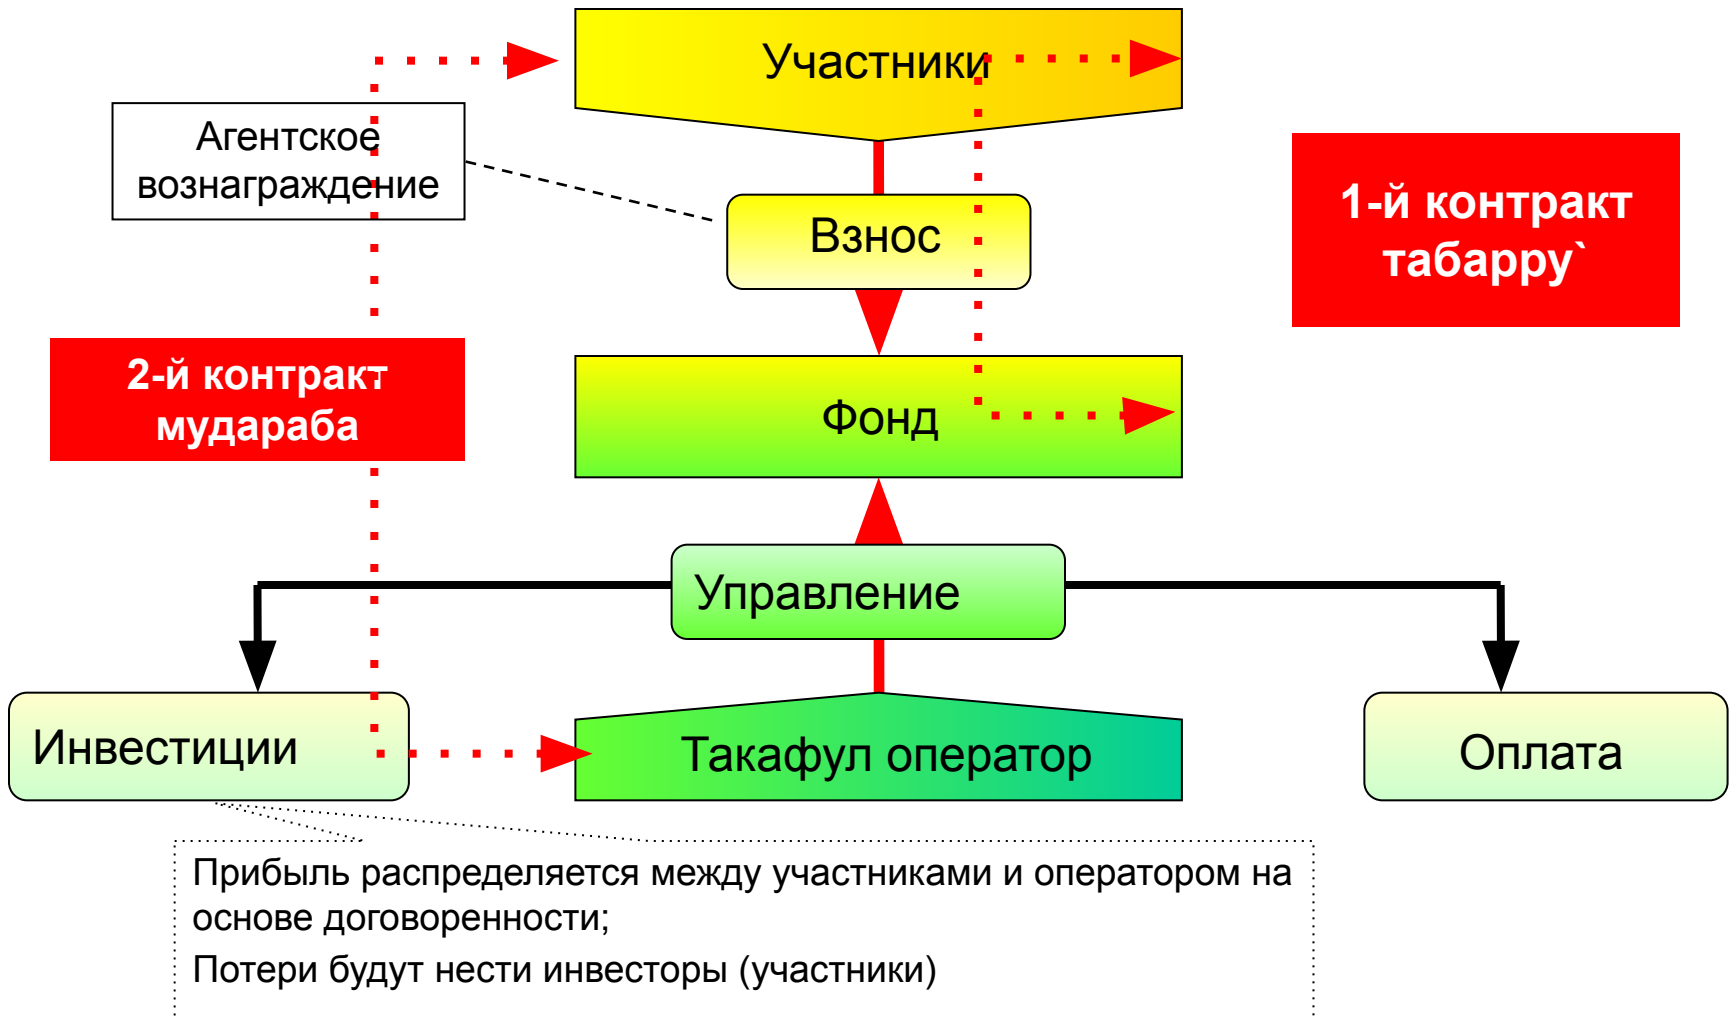 Участники
Агентское
вознаграждение
Взнос
1-й контракт
табарру`
2-й контракт
мудараба
Фонд
Управление
Инвестиции
Такафул оператор
Оплата
Прибыль распределяется между участниками и оператором на
основе договоренности;
Потери будут нести инвесторы (участники)